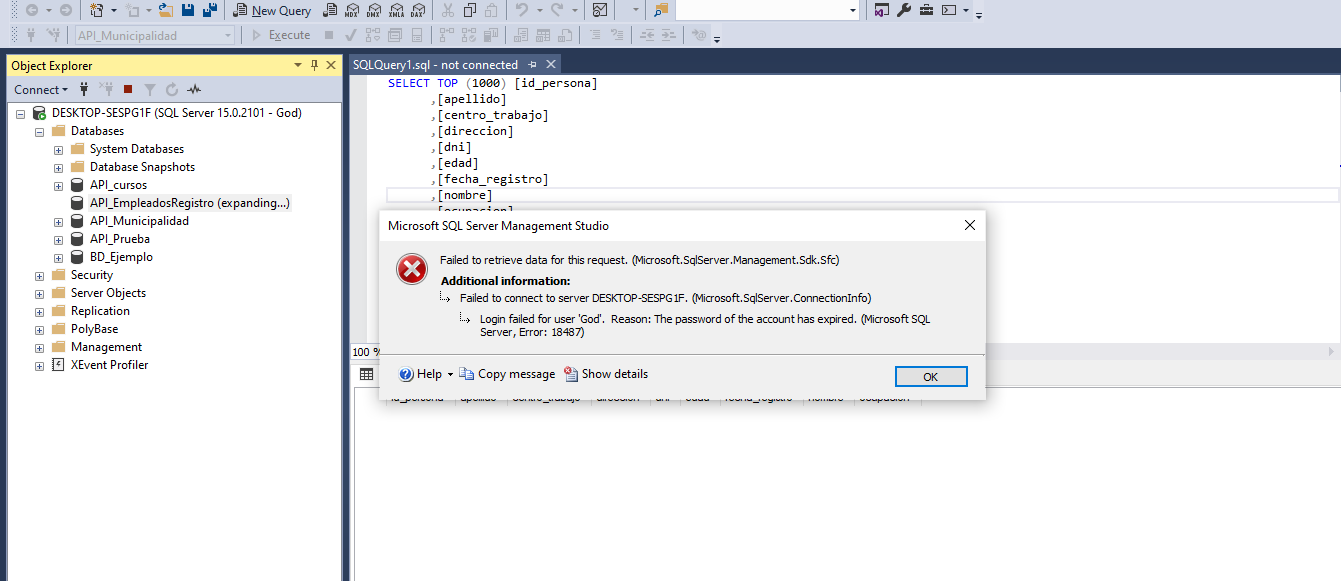 New Query
MDX
DMX
XMLA
DAX
API_Municipalidad
Execute
Object Explorer
Connect
DESKTOP-SESPG1F (SQL Server 15.0.2101 - God)
Databases
System Databases
Database Snapshots
API_cursos
API_EmpleadosRegistro (expanding...)
API_Municipalidad
API_Prueba
BD_Ejemplo
Security
Server Objects
Replication
PolyBase
Management
XEvent Profiler
SQLQuery1.sql - not connected
SELECT TOP (1000) [id_persona]
,[apellido]
,[centro_trabajo]
,[direccion]
,[dni]
,[edad]
,[fecha_registro]
,[nombre]
,[ocupacion]
Microsoft SQL Server Management Studio
Failed to retrieve data for this request. (Microsoft.SqlServer.Management.Sdk.Sfc)
Additional information:
Failed to connect to server DESKTOP-SESPG1F. (Microsoft.SqlServer.ConnectionInfo)
Login failed for user 'God'.  Reason: The password of the account has expired. (Microsoft SQL
Server, Error: 18487)
Help
Copy message
Show details
OK
100 %
id_persona apellido centro_trabajo direccion dni edad fecha_registro nombre ocupacion